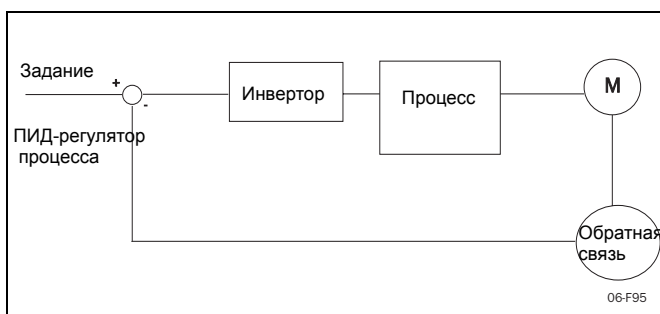 Задание
+
-
Инвертор
Процесс
М
ПИД-регулятор
процесса
Обратная
связь
06-F95